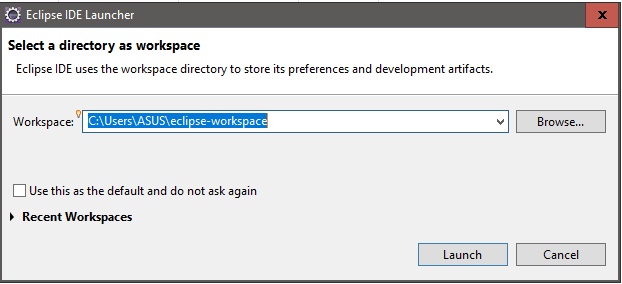 Eclipse IDE Launcher
Select a directory as workspace
Eclipse IDE uses the workspace directory to store its preferences and development artifacts.
Workspace: C:\Users\ASUS\eclipse-workspace Browse...
Use this as the default and do not ask again
Recent Workspaces
Launch Cancel